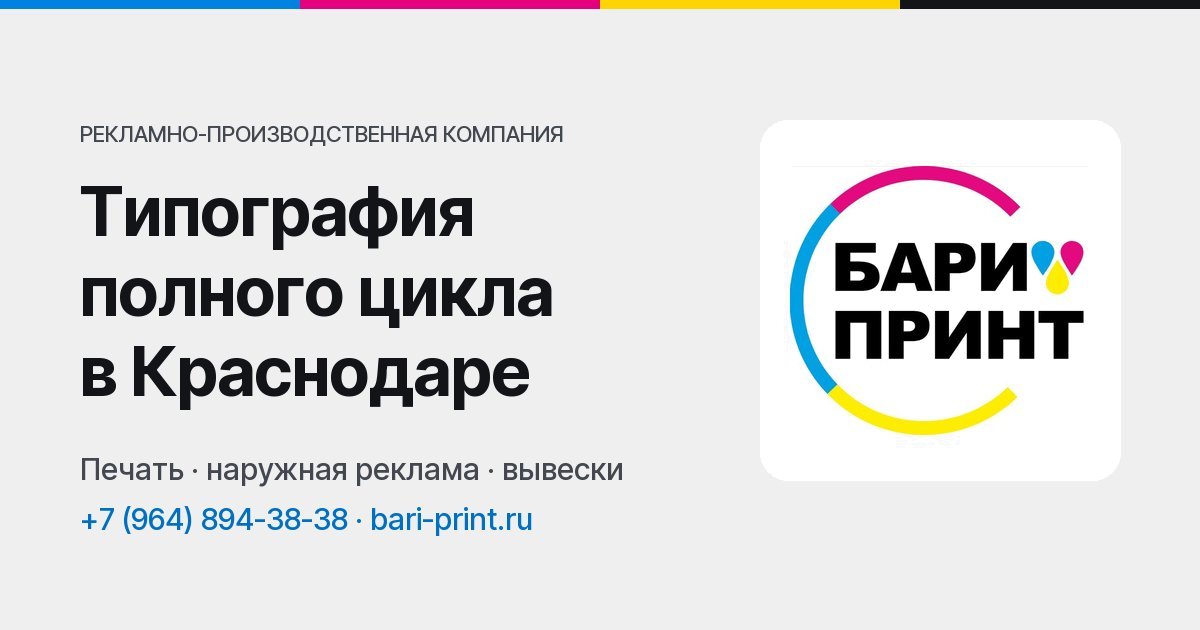 РЕКЛАМНО-ПРОИЗВОДСТВЕННАЯ КОМПАНИЯ
Типография
полного цикла
в Краснодаре
Печать · наружная реклама · вывески
+7 (964) 894-38-38 · bari-print.ru
БАРИ
ПРИНТ